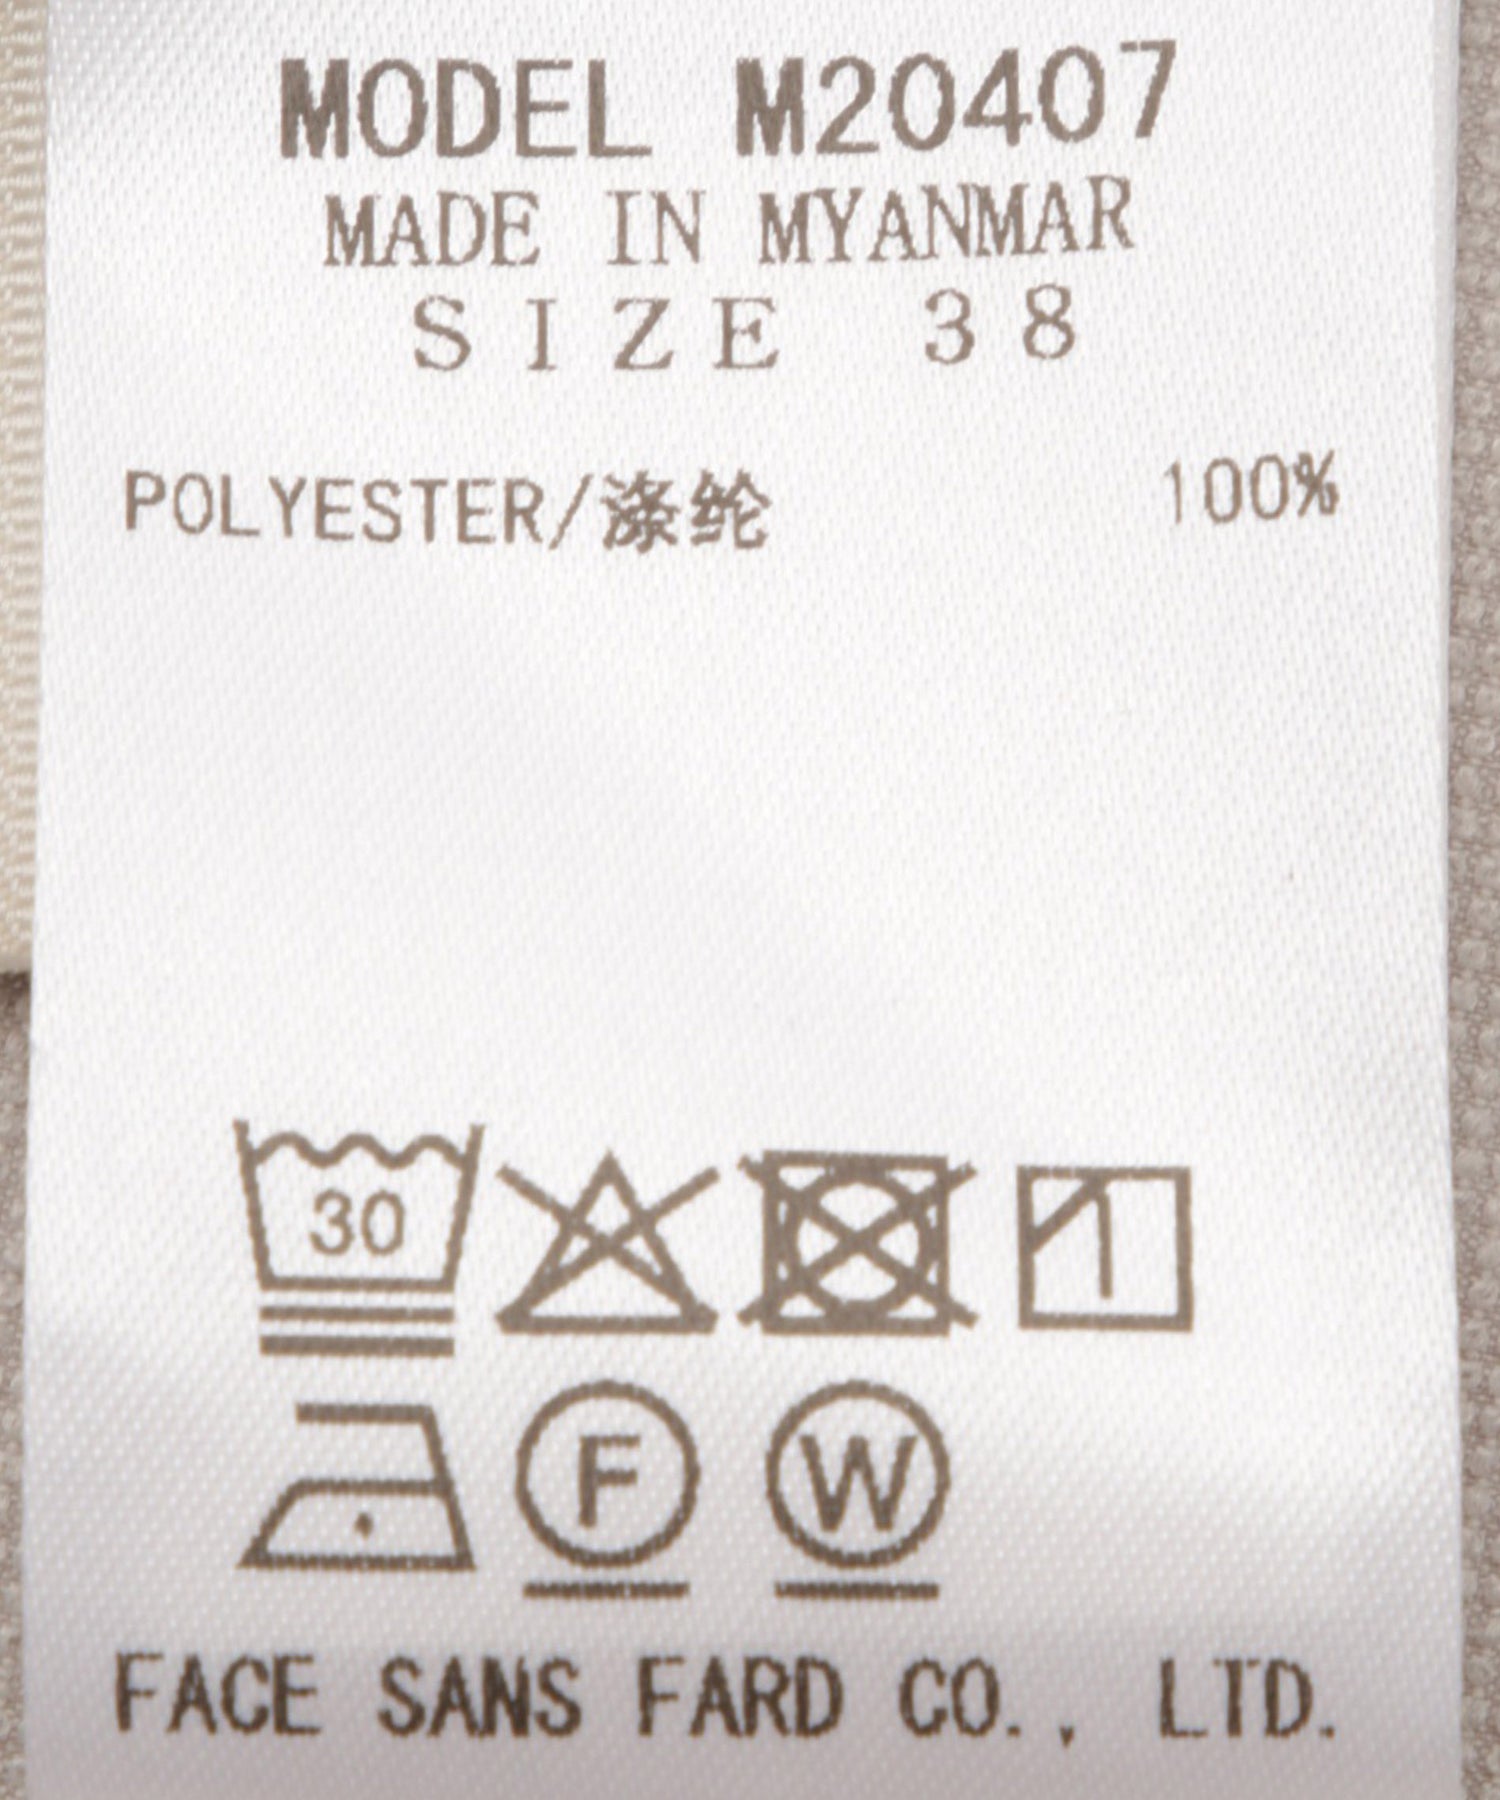 MODEL M20407
MADE IN MYANMAR
SIZE 38
POLYESTER/涤纶 100%
30
F W
FACE SANS FARD CO., LTD.